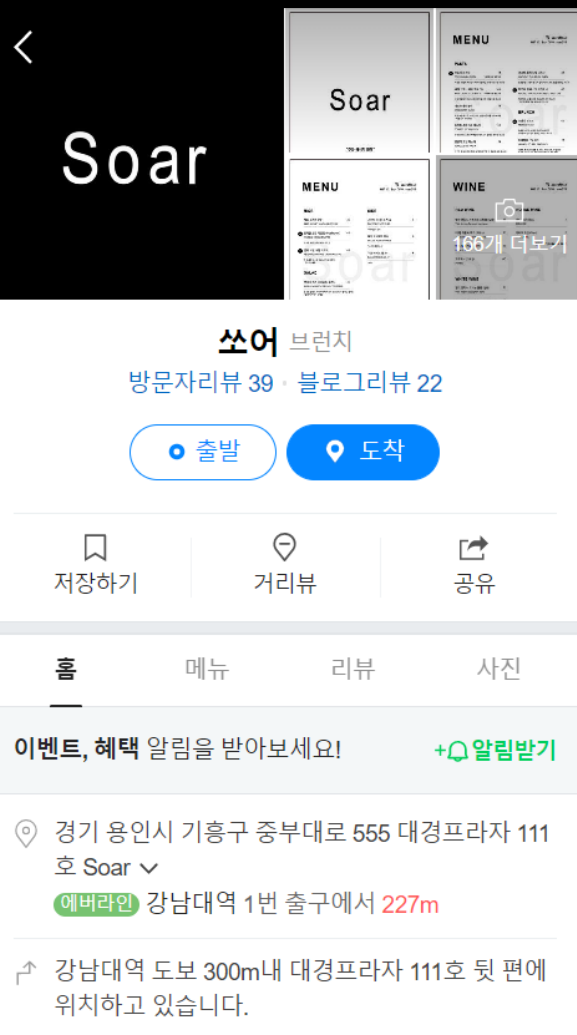 Soar
Soar
MENU
MENU
WINE
166개 더보기
쏘어 브런치
방문자리뷰 39 · 블로그리뷰 22
출발
도착
저장하기
거리뷰
공유
홈
메뉴
리뷰
사진
이벤트, 혜택 알림을 받아보세요!
+알림받기
경기 용인시 기흥구 중부대로 555 대경프라자 111
호 Soar
에버라인 강남대역 1번 출구에서 227m
강남대역 도보 300m내 대경프라자 111호 뒷 편에
위치하고 있습니다.